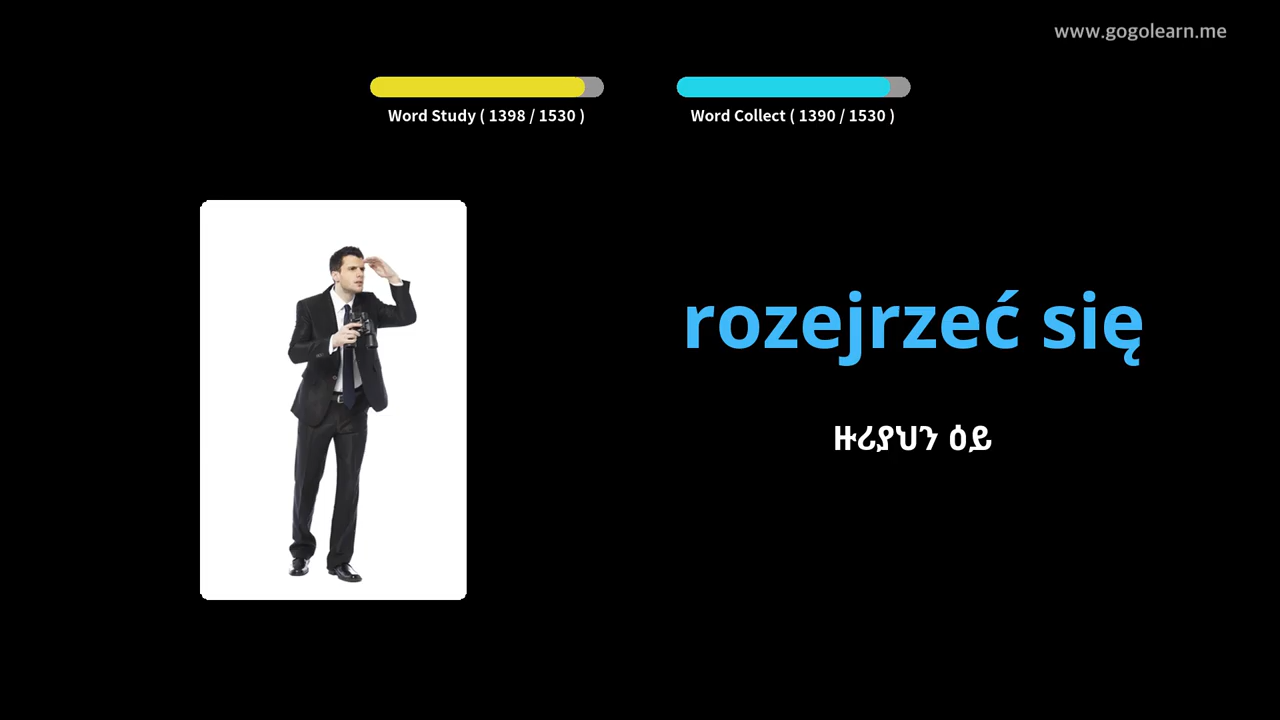 www.gogolearn.me
Word Study ( 1398 / 1530 )
Word Collect ( 1390 / 1530 )
rozejrzeć się
ዙሪያህን ዕይ